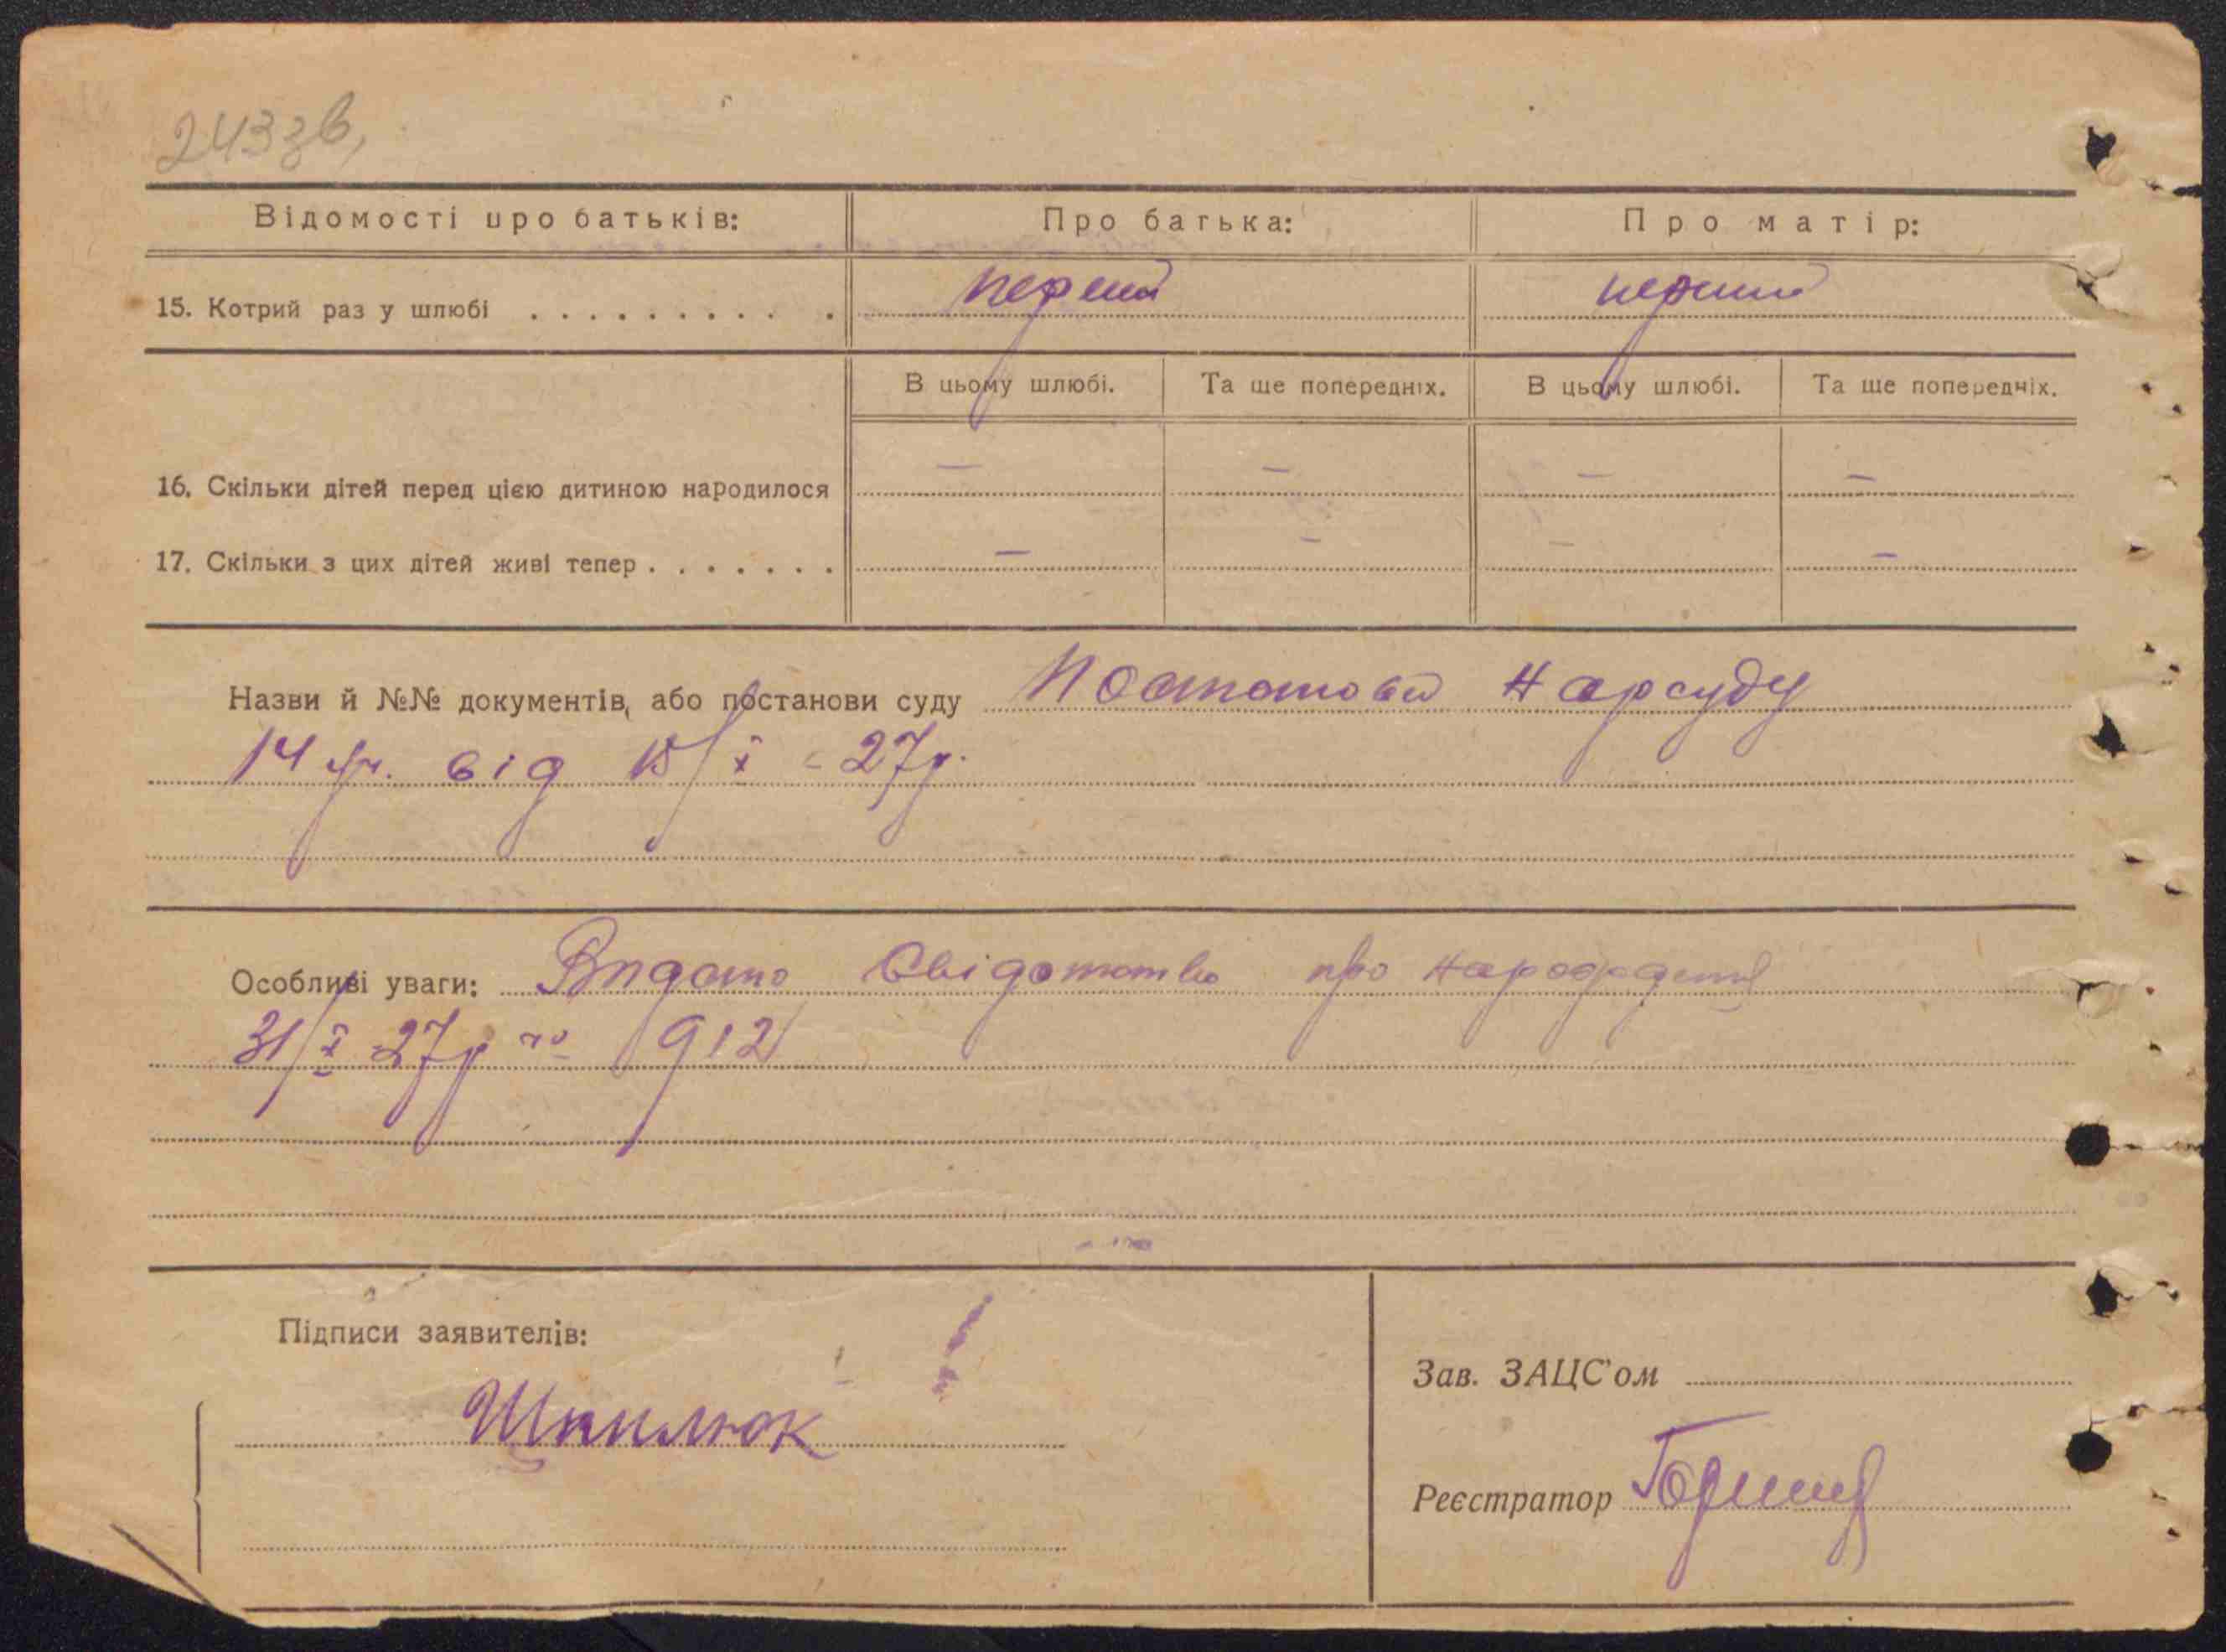 243зв,
Відомості про батьків: Про батька: Про матір:
15. Котрий раз у шлюбі . . . . . . . . . . перший перший
В цьому шлюбі. Та ще попередніх. В цьому шлюбі. Та ще попередніх.
16. Скільки дітей перед цією дитиною народилося — — — —
17. Скільки з цих дітей живі тепер . . . . . . . — — — —
Назви й №№ документів, або постанови суду Постанова Нарсуду
14 уч. від 15/X - 27р.
Особливі уваги: Видано Свідоцтво про народження
31/X 27р no 912
Підписи заявителів:
Зав. ЗАЦС'ом
Шпилюк
Реєстратор